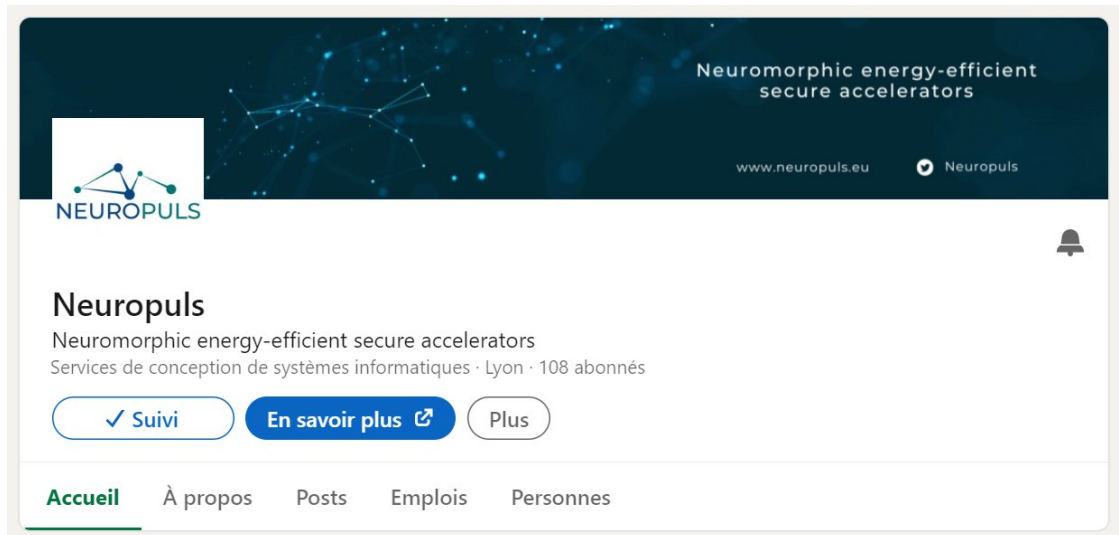 Neuromorphic energy-efficient
secure accelerators
www.neuropuls.eu Neuropuls
NEUROPULS
Neuropuls
Neuromorphic energy-efficient secure accelerators
Services de conception de systèmes informatiques · Lyon · 108 abonnés
Suivi En savoir plus Plus
Accueil À propos Posts Emplois Personnes